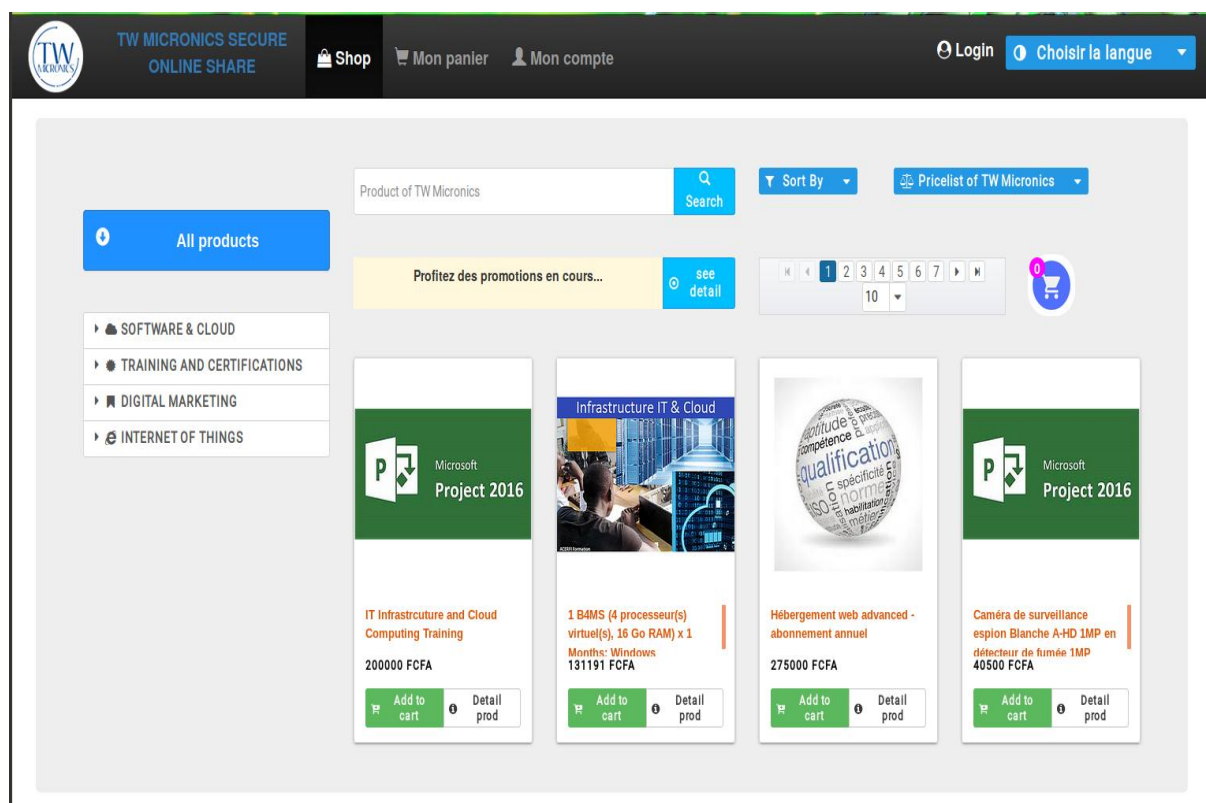 TW
MICRONICS
TW MICRONICS SECURE
ONLINE SHARE
Shop
Mon panier
Mon compte
Login
Choisir la langue
Product of TW Micronics
Search
Sort By
Pricelist of TW Micronics
All products
Profitez des promotions en cours...
see
detail
1 2 3 4 5 6 7
10
0
SOFTWARE & CLOUD
TRAINING AND CERTIFICATIONS
DIGITAL MARKETING
INTERNET OF THINGS
P
Microsoft
Project 2016
IT Infrastrcuture and Cloud
Computing Training
200000 FCFA
Add to
cart
Detail
prod
Infrastructure IT & Cloud
1 B4MS (4 processeur(s)
virtuel(s), 16 Go RAM) x 1
Months: Windows
131191 FCFA
Add to
cart
Detail
prod
aptitude
compétence
qualification
spécificité
norme
ISO
habilitation
métier
Hébergement web advanced -
abonnement annuel
275000 FCFA
Add to
cart
Detail
prod
P
Microsoft
Project 2016
Caméra de surveillance
espion Blanche A-HD 1MP en
détecteur de fumée 1MP
40500 FCFA
Add to
cart
Detail
prod